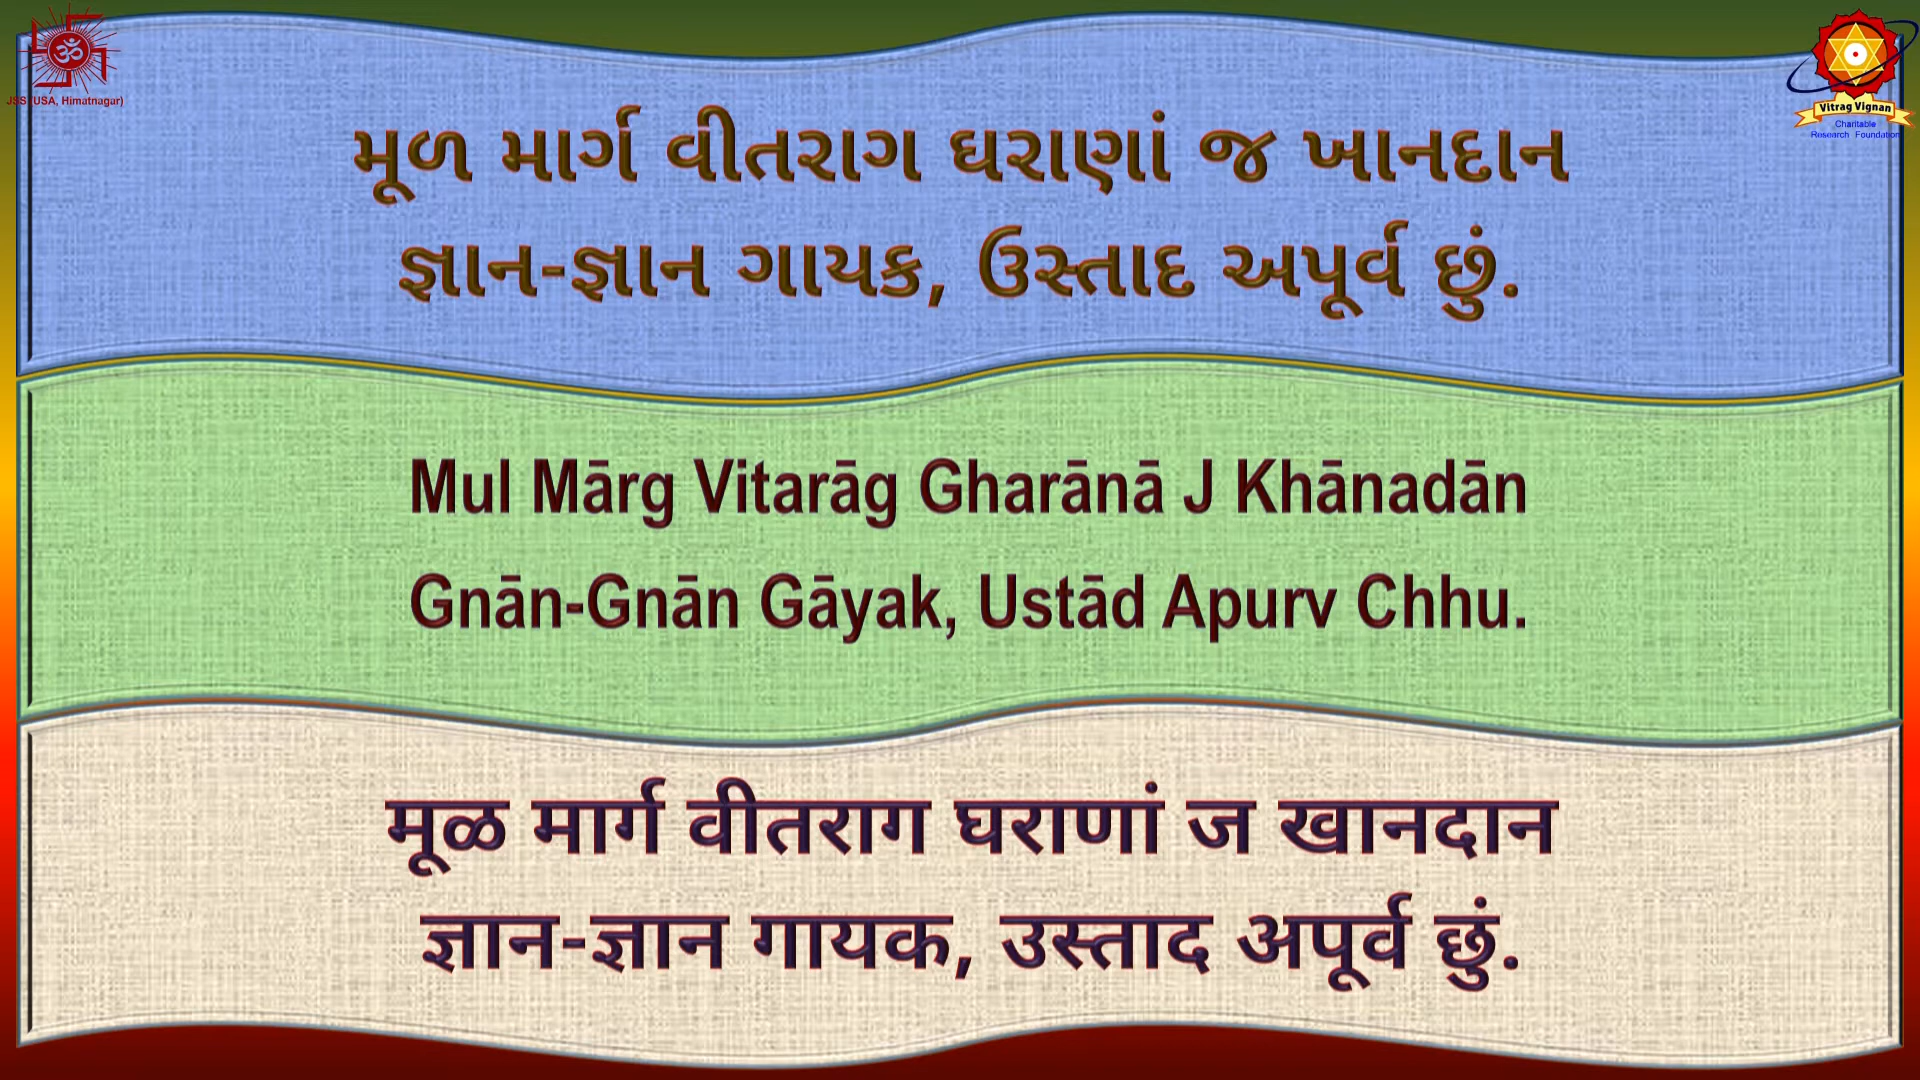 ॐ
JSS (USA, Himatnagar)
Vitrag Vignan
Charitable
Research Foundation
મૂળ માર્ગ વીતરાગ ઘરાણાં જ ખાનદાન
જ્ઞાન-જ્ઞાન ગાયક, ઉસ્તાદ અપૂર્વ છું.
Mul Mārg Vitarāg Gharānā J Khānadān
Gnān-Gnān Gāyak, Ustād Apurv Chhu.
मूळ मार्ग वीतराग घराणां ज खानदान
ज्ञान-ज्ञान गायक, उस्ताद अपूर्व छुं.